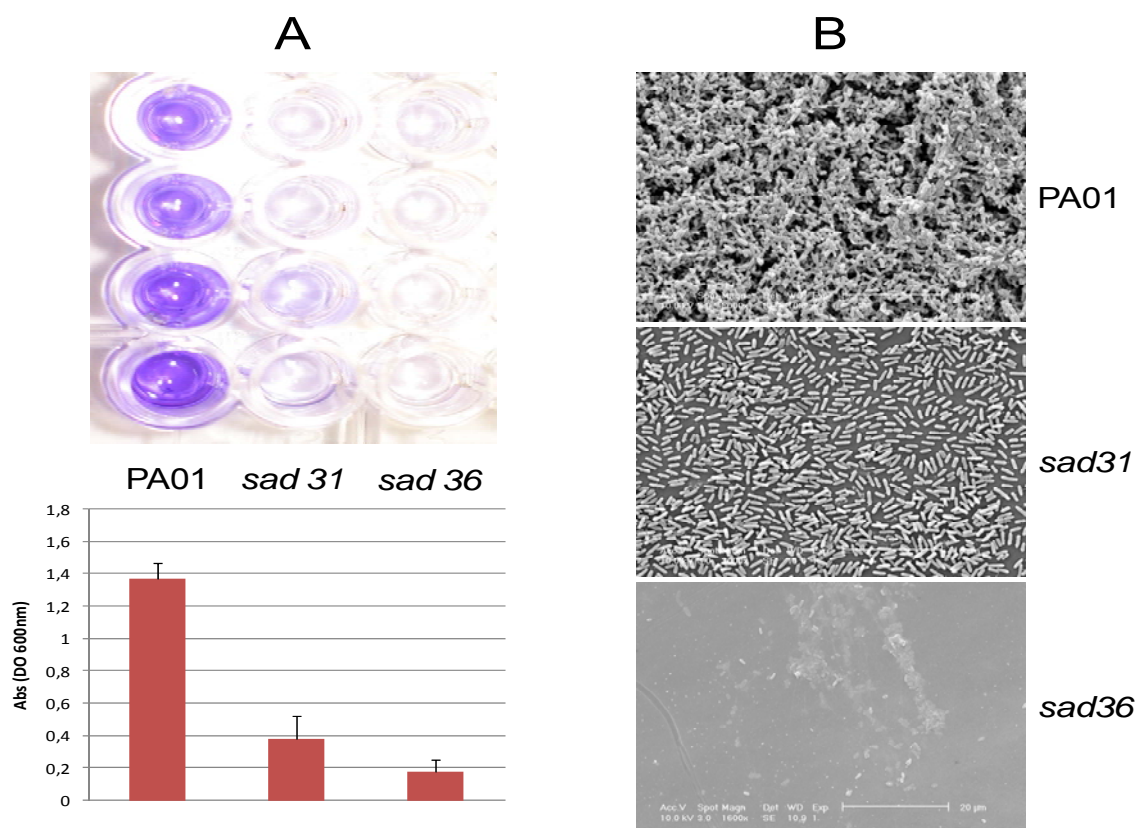 A
B
PA01
sad31
sad36
PA01 sad 31 sad 36
1,8
1,6
1,4
1,2
1
0,8
0,6
0,4
0,2
0
Abs (DO 600nm)
Acc.V Spot Magn Det WD Exp
10.0 kV 3.0 1600x SE 10.9 1
20 µm